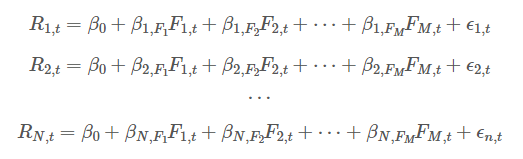 R_{1,t} = β_0 + β_{1,F_1}F_{1,t} + β_{1,F_2}F_{2,t} + ⋯ + β_{1,F_M}F_{M,t} + ϵ_{1,t}
R_{2,t} = β_0 + β_{2,F_1}F_{1,t} + β_{2,F_2}F_{2,t} + ⋯ + β_{2,F_M}F_{M,t} + ϵ_{2,t}
⋯
R_{N,t} = β_0 + β_{N,F_1}F_{1,t} + β_{N,F_2}F_{2,t} + ⋯ + β_{N,F_M}F_{M,t} + ϵ_{n,t}